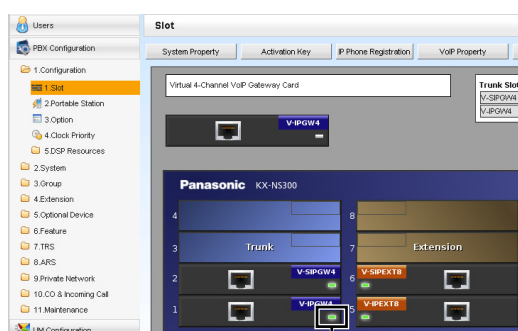 Users
Slot
PBX Configuration
System Property
Activation Key
IP Phone Registration
VoIP Property
1.Configuration
1.Slot
2.Portable Station
3.Option
4.Clock Priority
5.DSP Resources
2.System
3.Group
4.Extension
5.Optional Device
6.Feature
7.TRS
8.ARS
9.Private Network
10.CO & Incoming Call
11.Maintenance
UM Configuration
Virtual 4-Channel VoIP Gateway Card
Trunk Slot
V-SIPGW4
V-IPGW4
V-IPGW4
Panasonic KX-NS300
4
8
3 Trunk
7 Extension
2 V-SIPGW4
6 V-SIPEXT8
1 V-IPGW4
5 V-IPEXT8